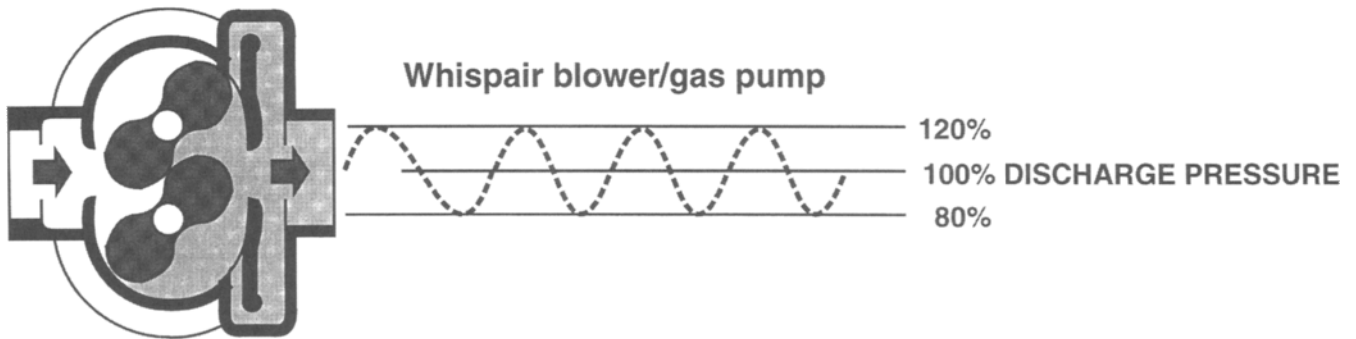 Whispair blower/gas pump
120%
100% DISCHARGE PRESSURE
80%